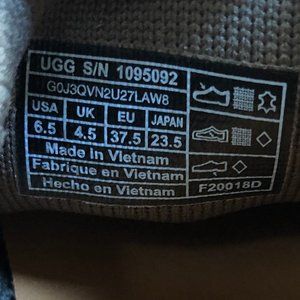 UGG S/N 1095092
G0J3QVN2U27LAW8
USA UK EU JAPAN
6.5 4.5 37.5 23.5
Made in Vietnam
Fabriqué en Vietnam
Hecho en Vietnam
F20018D